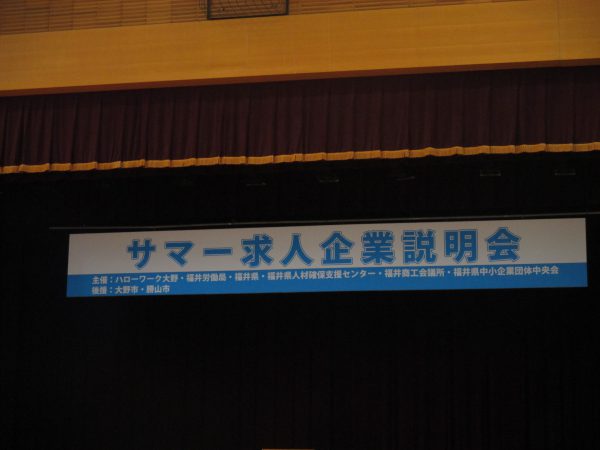 サマー求人企業説明会
主催：ハローワーク大野・福井労働局・福井県・福井県人材確保支援センター・福井商工会議所・福井県中小企業団体中央会
後援：大野市・勝山市